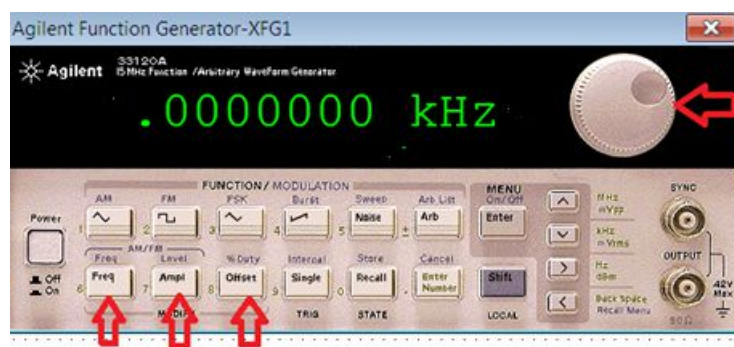 Agilent Function Generator-XFG1
Agilent 33120A
15MHz Function /Arbitrary Waveform Generator
.0000000 kHz
FUNCTION/ MODULATION
AM FM FSK Burst Sweep Arb List
MENU
On/Off
Power
1 2 3 4 5 ±
Noise Arb Enter
AM/FM
Freq Level % Duty Internal Store Cancel
Freq Ampl Offset Single Recall Enter Number Shift
6 7 8 9 0 .
Off
On
MODIFY TRIG STATE LOCAL
MHz
mVpp
kHz
mVrms
Hz
dBm
Back Space
Recall Menu
SYNC
OUTPUT
42V
Max
50Ω